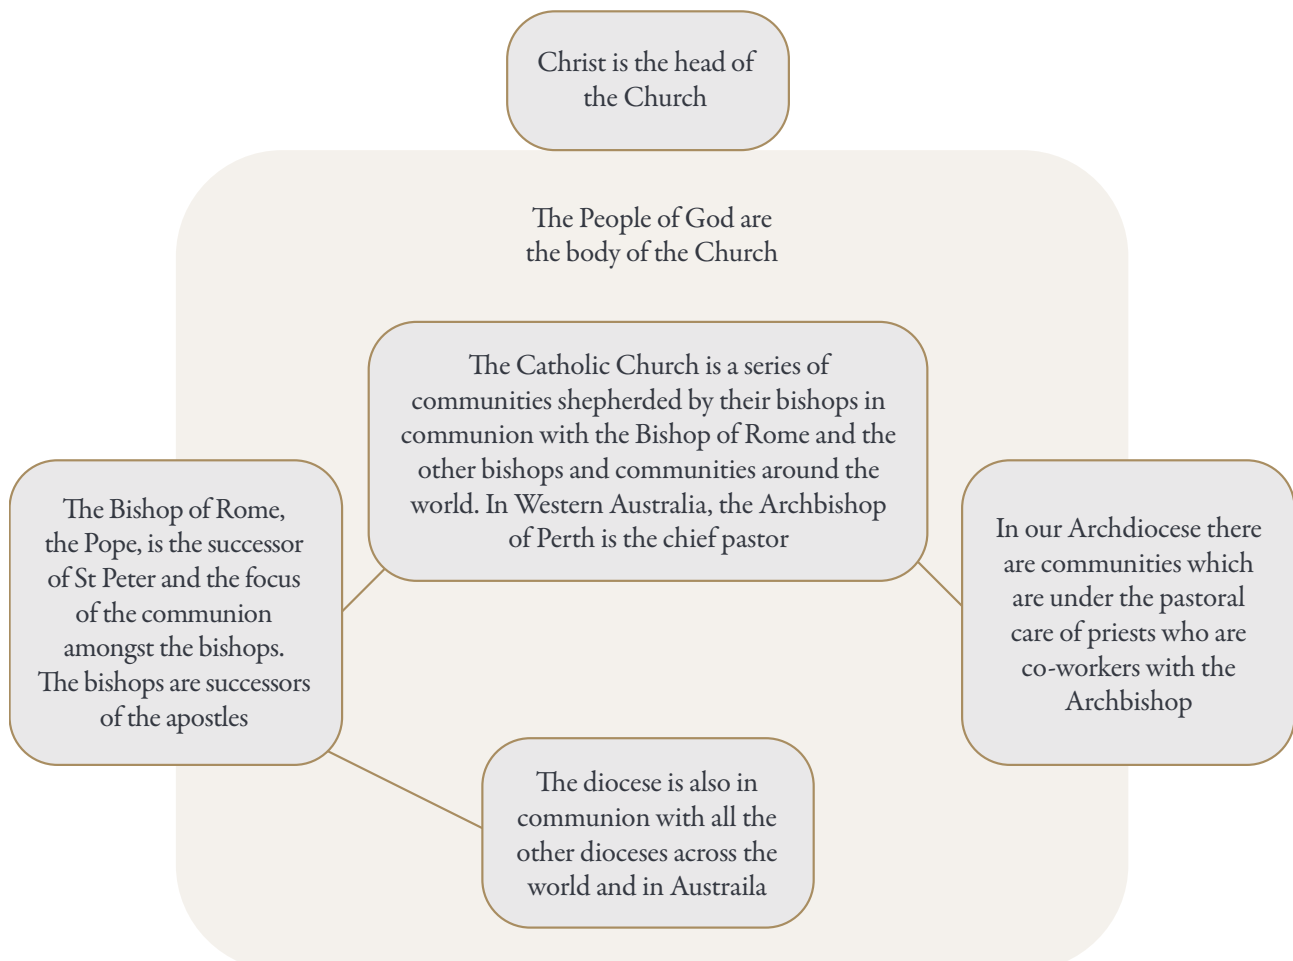 Christ is the head of
the Church
The People of God are
the body of the Church
The Catholic Church is a series of
communities shepherded by their bishops in
communion with the Bishop of Rome and the
other bishops and communities around the
world. In Western Australia, the Archbishop
of Perth is the chief pastor
The Bishop of Rome,
the Pope, is the successor
of St Peter and the focus
of the communion
amongst the bishops.
The bishops are successors
of the apostles
In our Archdiocese there
are communities which
are under the pastoral
care of priests who are
co-workers with the
Archbishop
The diocese is also in
communion with all the
other dioceses across the
world and in Austraila